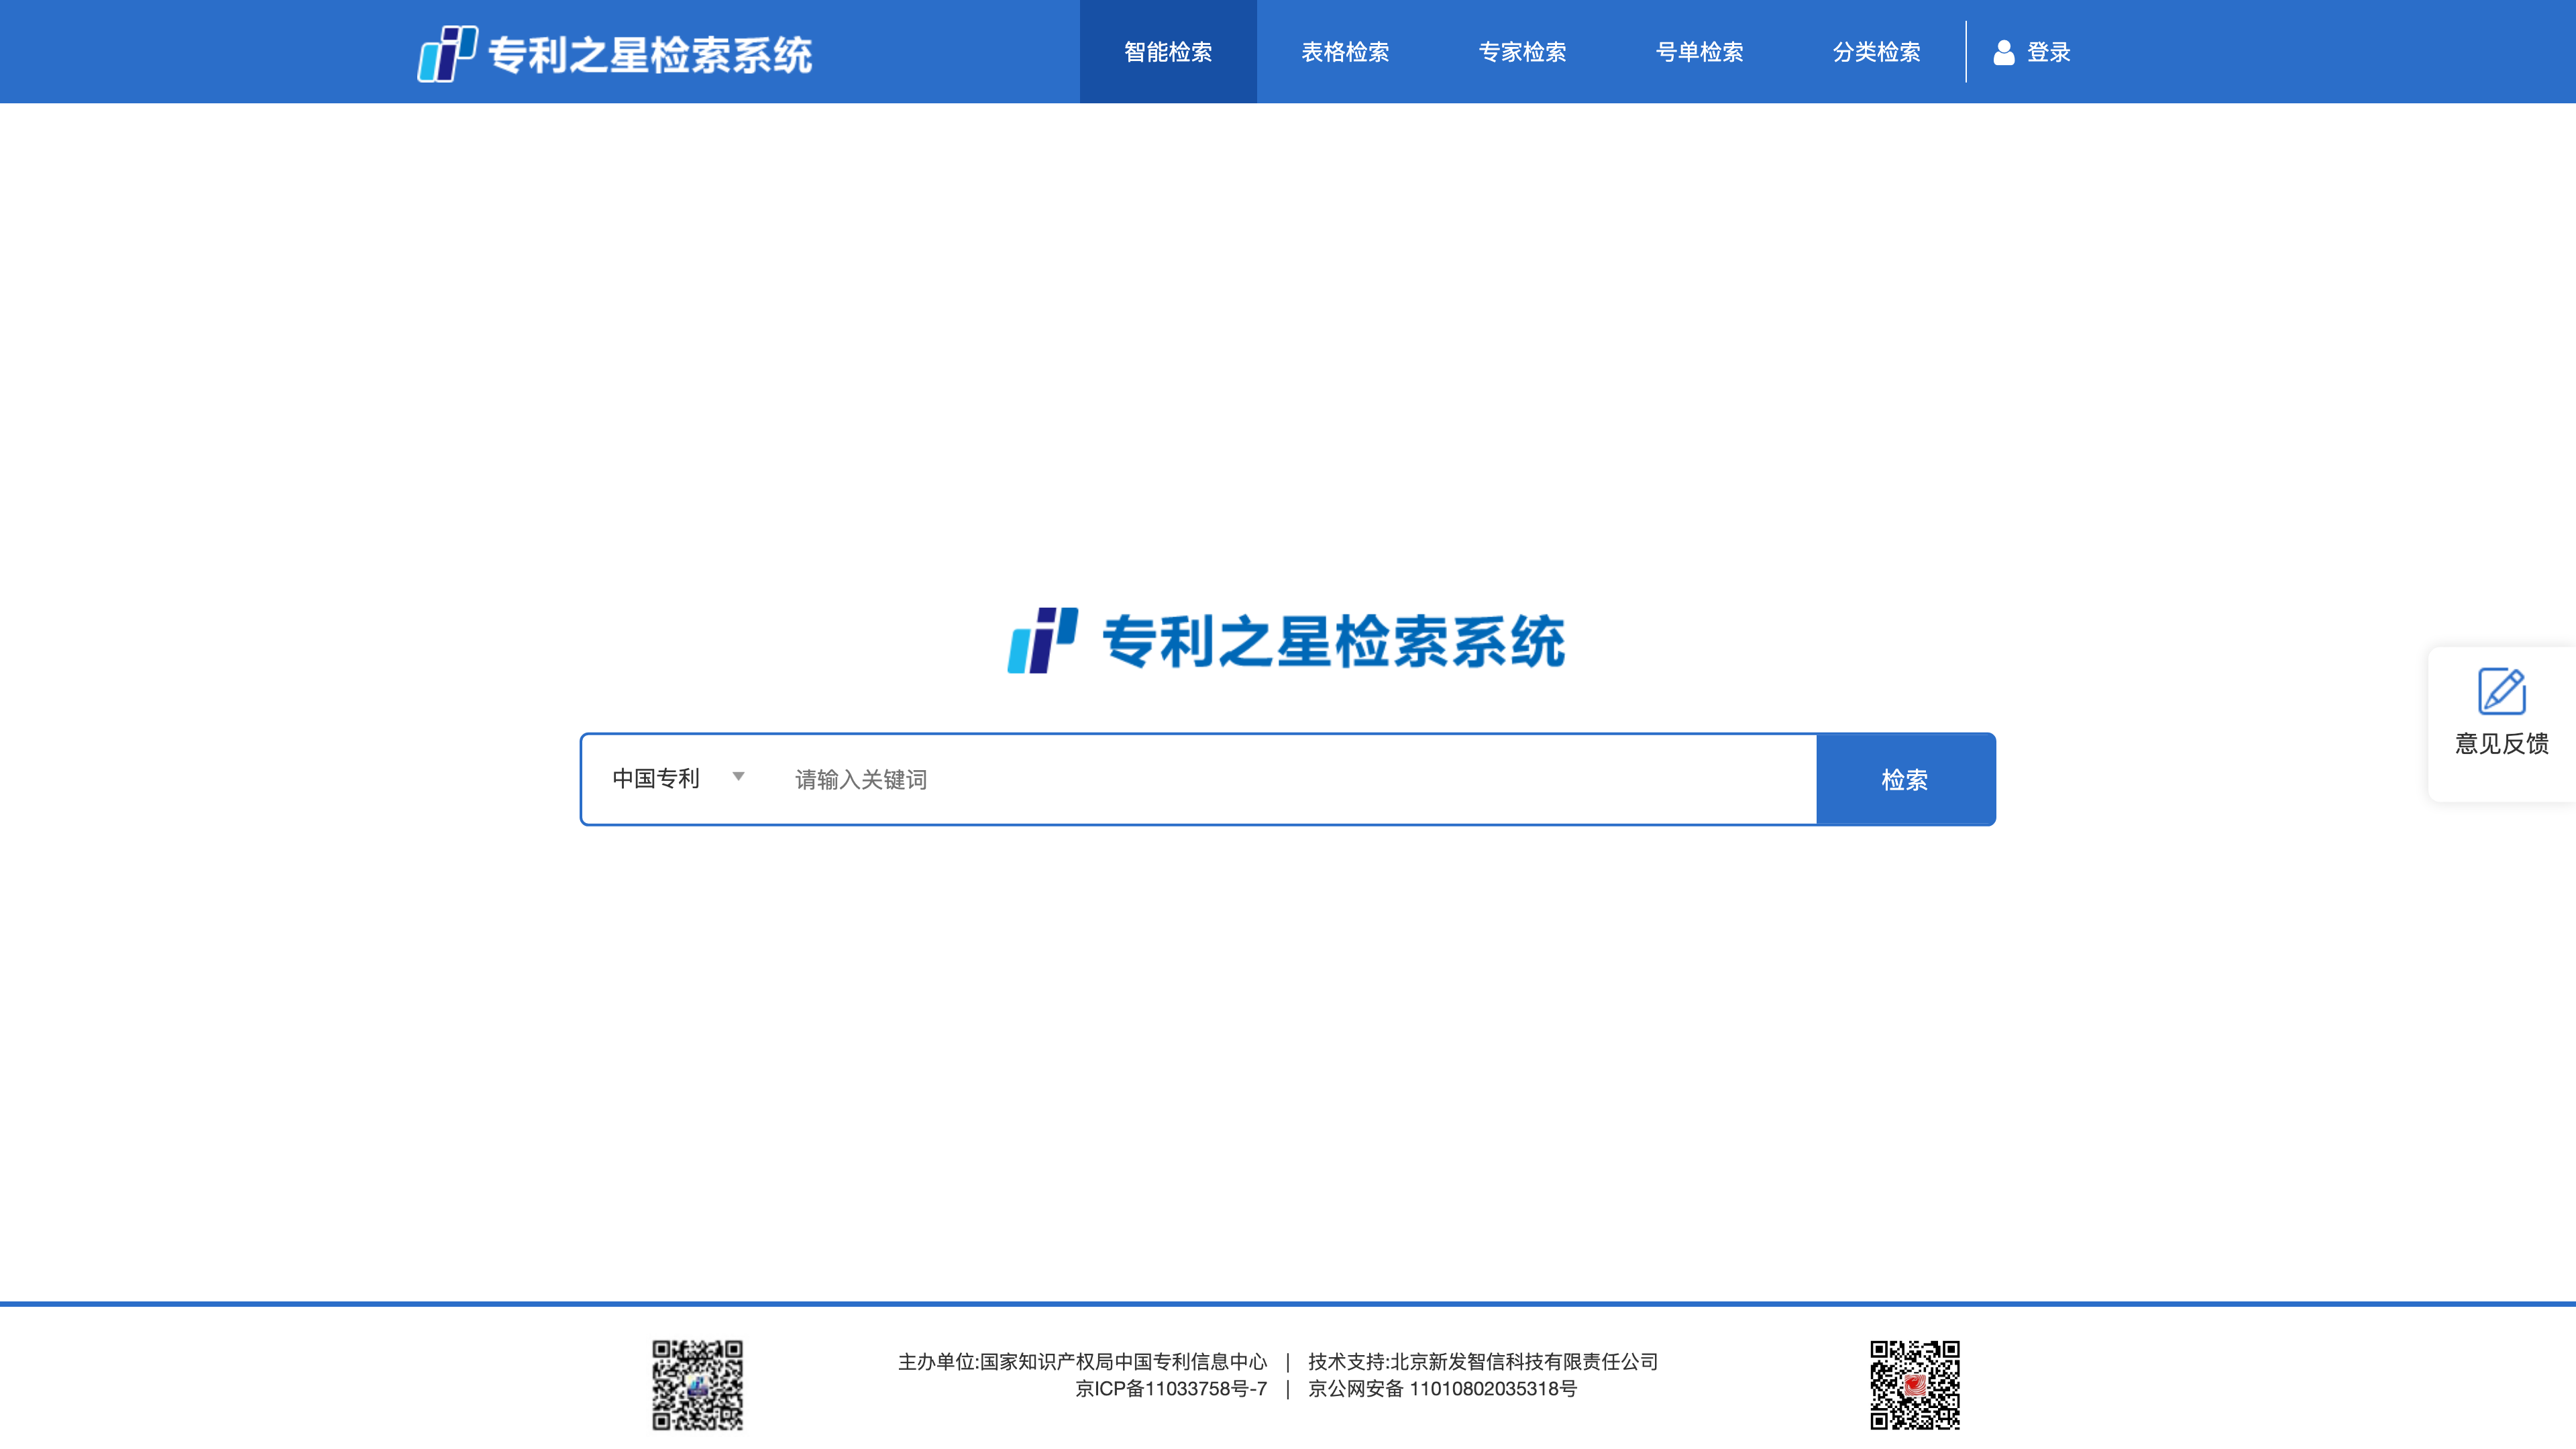 专利之星检索系统
智能检索 表格检索 专家检索 号单检索 分类检索 登录
专利之星检索系统
中国专利 请输入关键词 检索
意见反馈
主办单位:国家知识产权局中国专利信息中心 | 技术支持:北京新发智信科技有限责任公司
京ICP备11033758号-7 | 京公网安备 11010802035318号